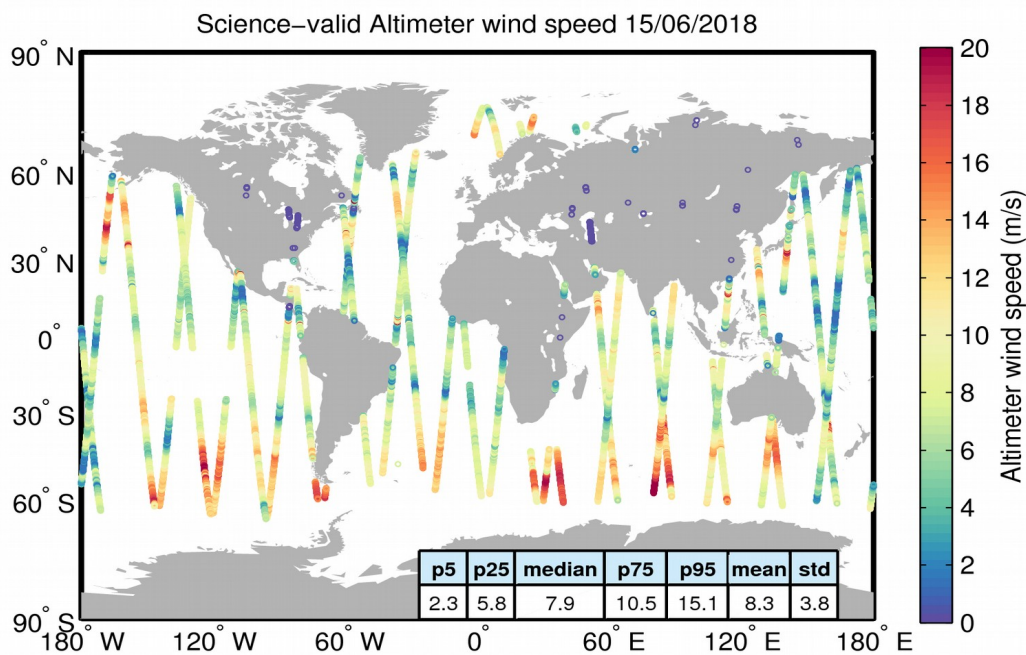 Science-valid Altimeter wind speed 15/06/2018
90° N
60° N
30° N
0°
30° S
60° S
90° S
180° W
120° W
60° W
0°
60° E
120° E
180° E
p5 p25 median p75 p95 mean std
2.3 5.8 7.9 10.5 15.1 8.3 3.8
20
18
16
14
12
10
8
6
4
2
0
Altimeter wind speed (m/s)